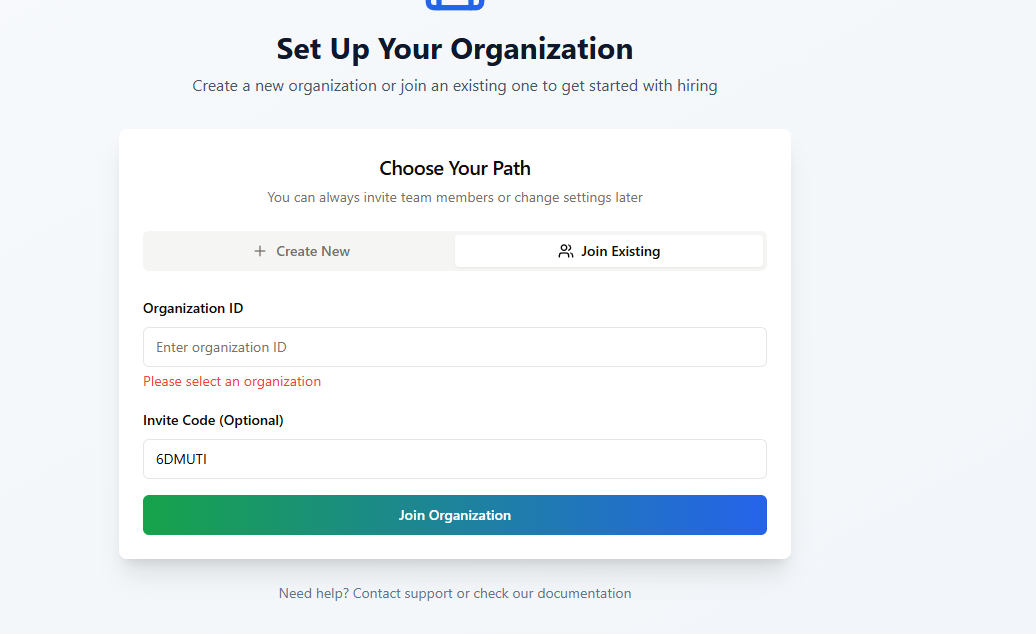 Set Up Your Organization
Create a new organization or join an existing one to get started with hiring
Choose Your Path
You can always invite team members or change settings later
Create New
Join Existing
Organization ID
Enter organization ID
Please select an organization
Invite Code (Optional)
6DMUTI
Join Organization
Need help? Contact support or check our documentation